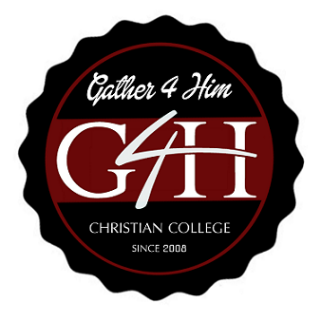 Gather 4 Him
G4H
CHRISTIAN COLLEGE
SINCE 2008